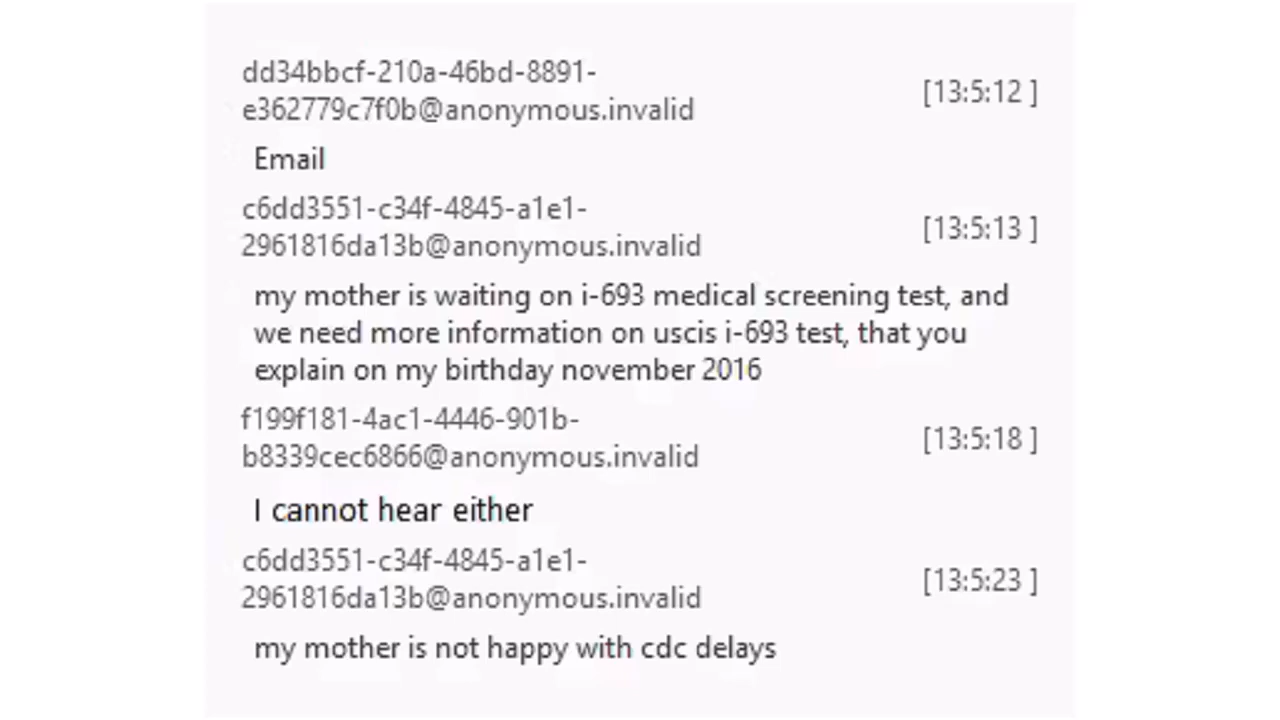 dd34bbcf-210a-46bd-8891-
[13:5:12 ]
e362779c7f0b@anonymous.invalid
Email
c6dd3551-c34f-4845-a1e1-
[13:5:13 ]
2961816da13b@anonymous.invalid
my mother is waiting on i-693 medical screening test, and
we need more information on uscis i-693 test, that you
explain on my birthday november 2016
f199f181-4ac1-4446-901b-
[13:5:18 ]
b8339cec6866@anonymous.invalid
I cannot hear either
c6dd3551-c34f-4845-a1e1-
[13:5:23 ]
2961816da13b@anonymous.invalid
my mother is not happy with cdc delays